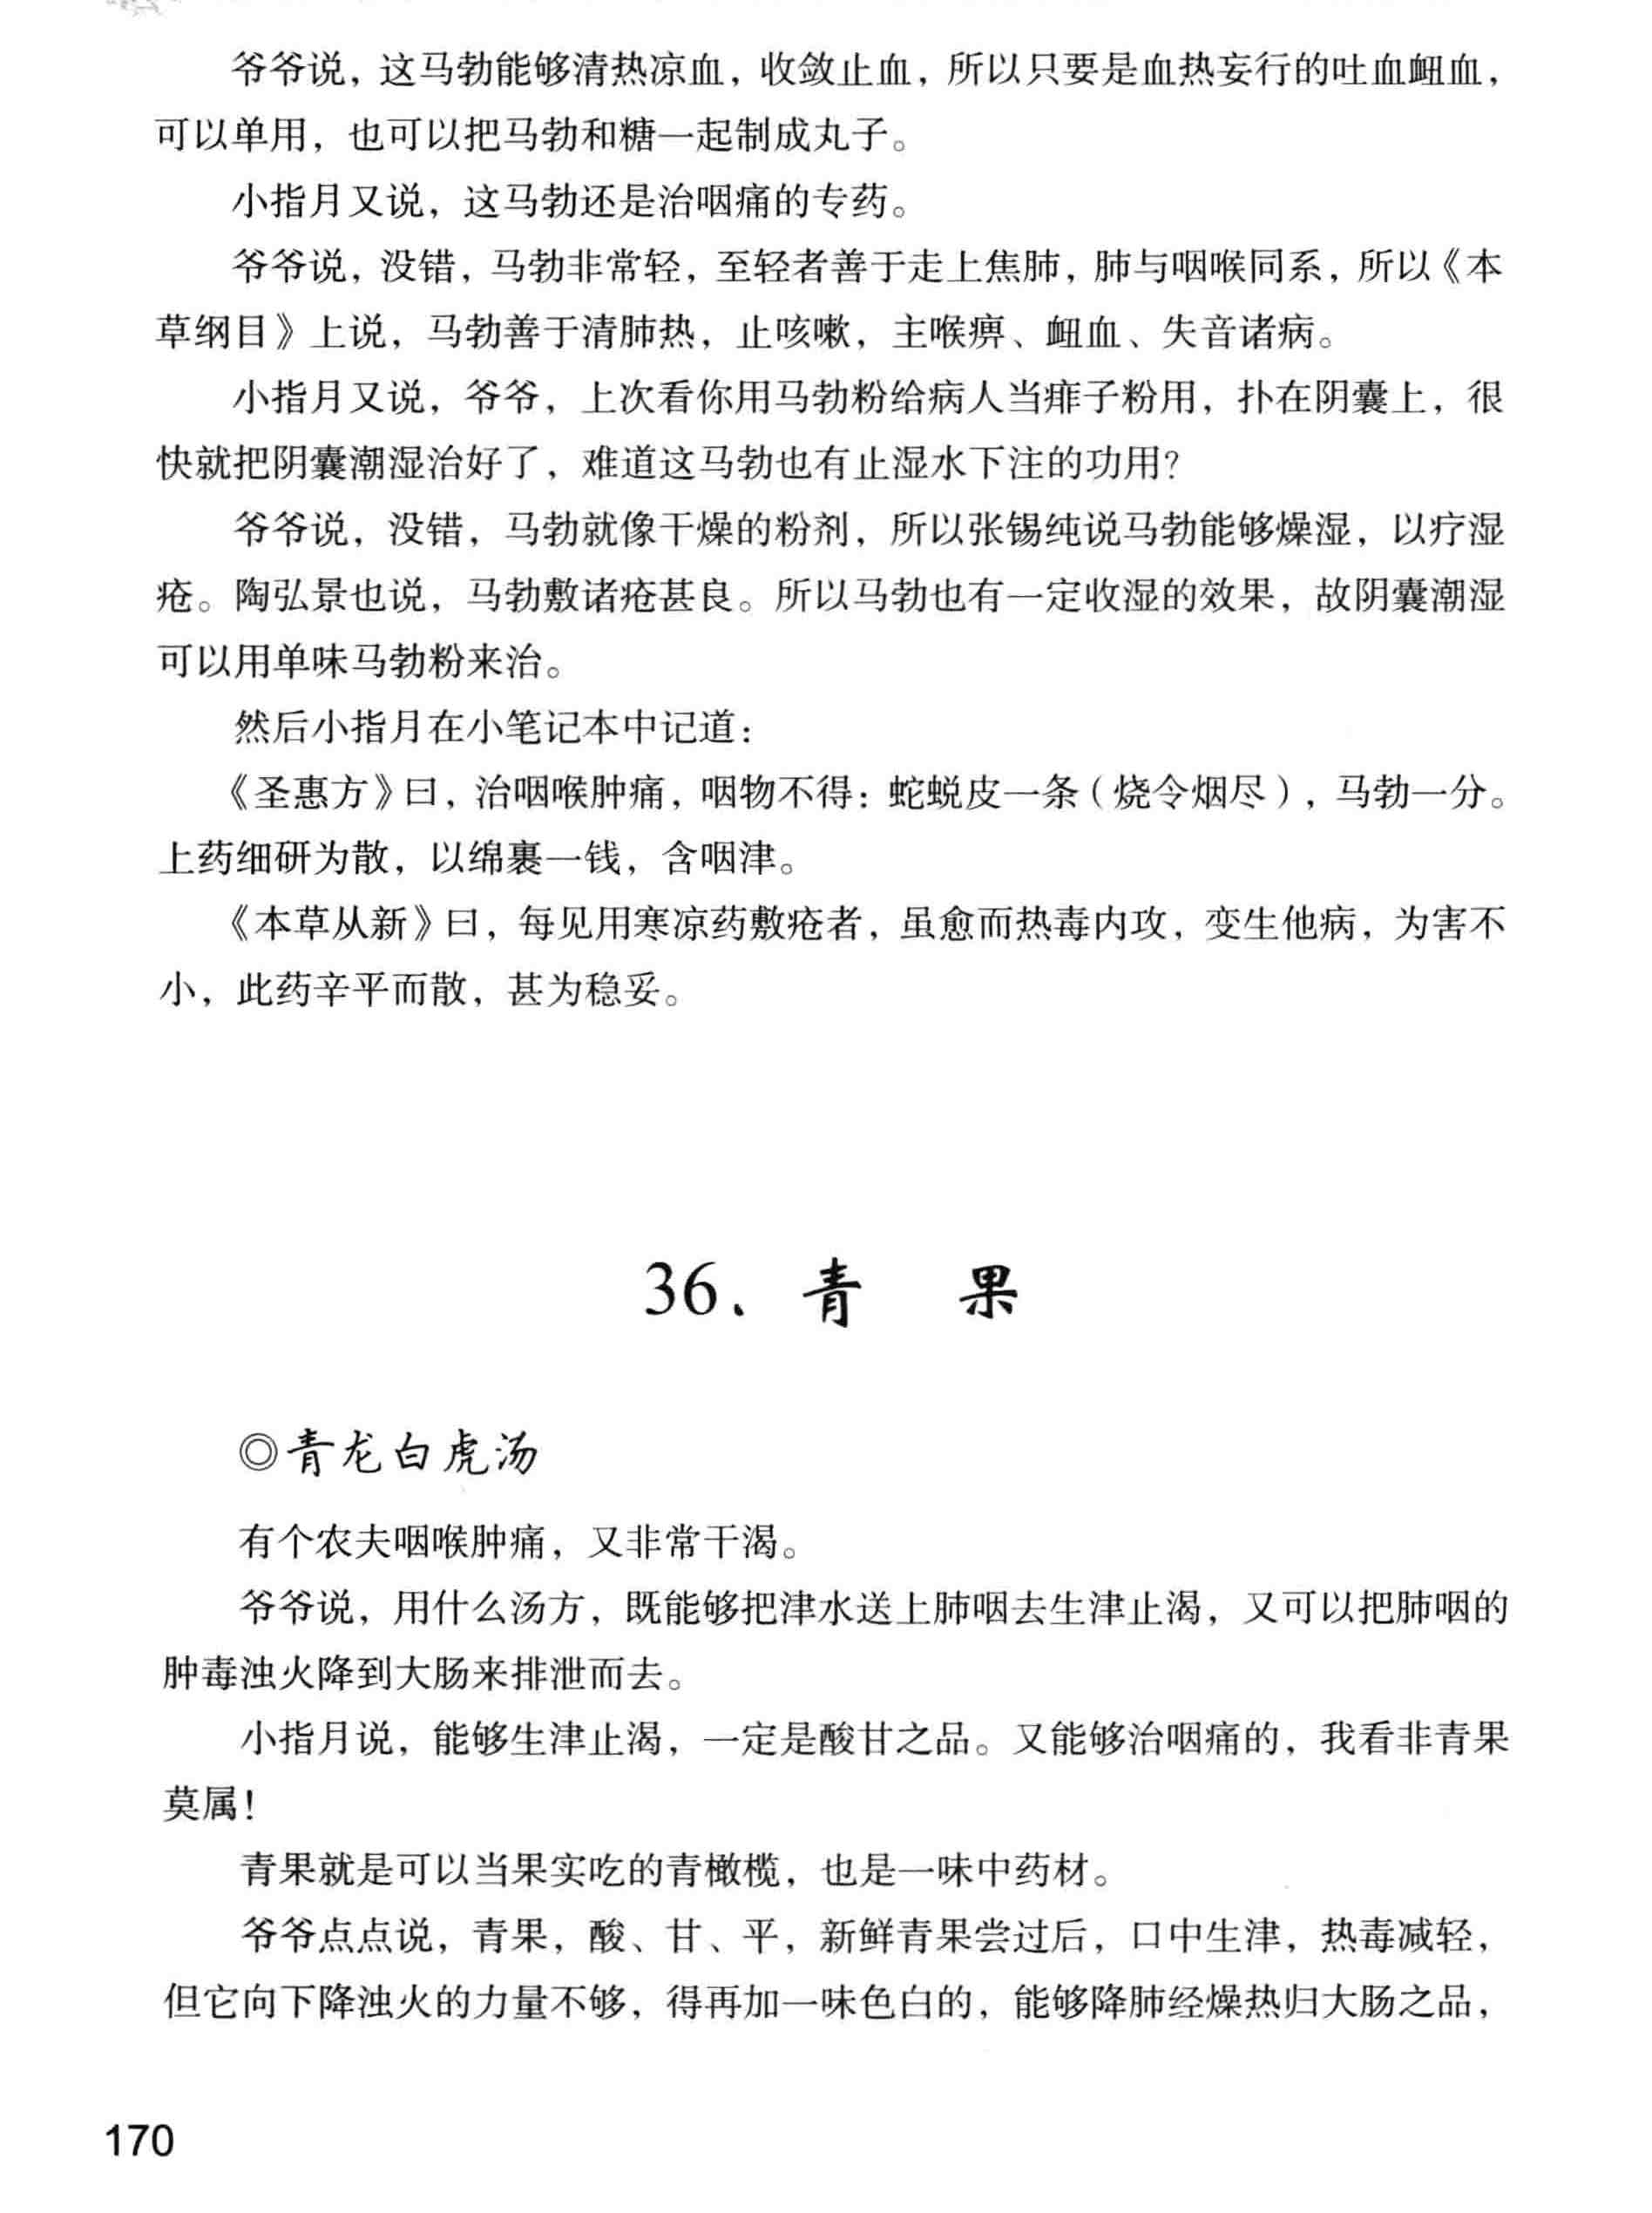 爷爷说，这马勃能够清热凉血，收敛止血，所以只要是血热妄行的吐血衄血，
可以单用，也可以把马勃和糖一起制成丸子。
小指月又说，这马勃还是治咽痛的专药。
爷爷说，没错，马勃非常轻，至轻者善于走上焦肺，肺与咽喉同系，所以《本
草纲目》上说，马勃善于清肺热，止咳嗽，主喉痹、衄血、失音诸病。
小指月又说，爷爷，上次看你用马勃粉给病人当痱子粉用，扑在阴囊上，很
快就把阴囊潮湿治好了，难道这马勃也有止湿水下注的功用？
爷爷说，没错，马勃就像干燥的粉剂，所以张锡纯说马勃能够燥湿，以疗湿
疮。陶弘景也说，马勃敷诸疮甚良。所以马勃也有一定收湿的效果，故阴囊潮湿
可以用单味马勃粉来治。
然后小指月在小笔记本中记道：
《圣惠方》曰，治咽喉肿痛，咽物不得：蛇蜕皮一条（烧令烟尽），马勃一分。
上药细研为散，以绵裹一钱，含咽津。
《本草从新》曰，每见用寒凉药敷疮者，虽愈而热毒内攻，变生他病，为害不
小，此药辛平而散，甚为稳妥。
36、青 果
◎青龙白虎汤
有个农夫咽喉肿痛，又非常干渴。
爷爷说，用什么汤方，既能够把津水送上肺咽去生津止渴，又可以把肺咽的
肿毒浊火降到大肠来排泄而去。
小指月说，能够生津止渴，一定是酸甘之品。又能够治咽痛的，我看非青果
莫属！
青果就是可以当果实吃的青橄榄，也是一味中药材。
爷爷点点说，青果，酸、甘、平，新鲜青果尝过后，口中生津，热毒减轻，
但它向下降浊火的力量不够，得再加一味色白的，能够降肺经燥热归大肠之品，
170